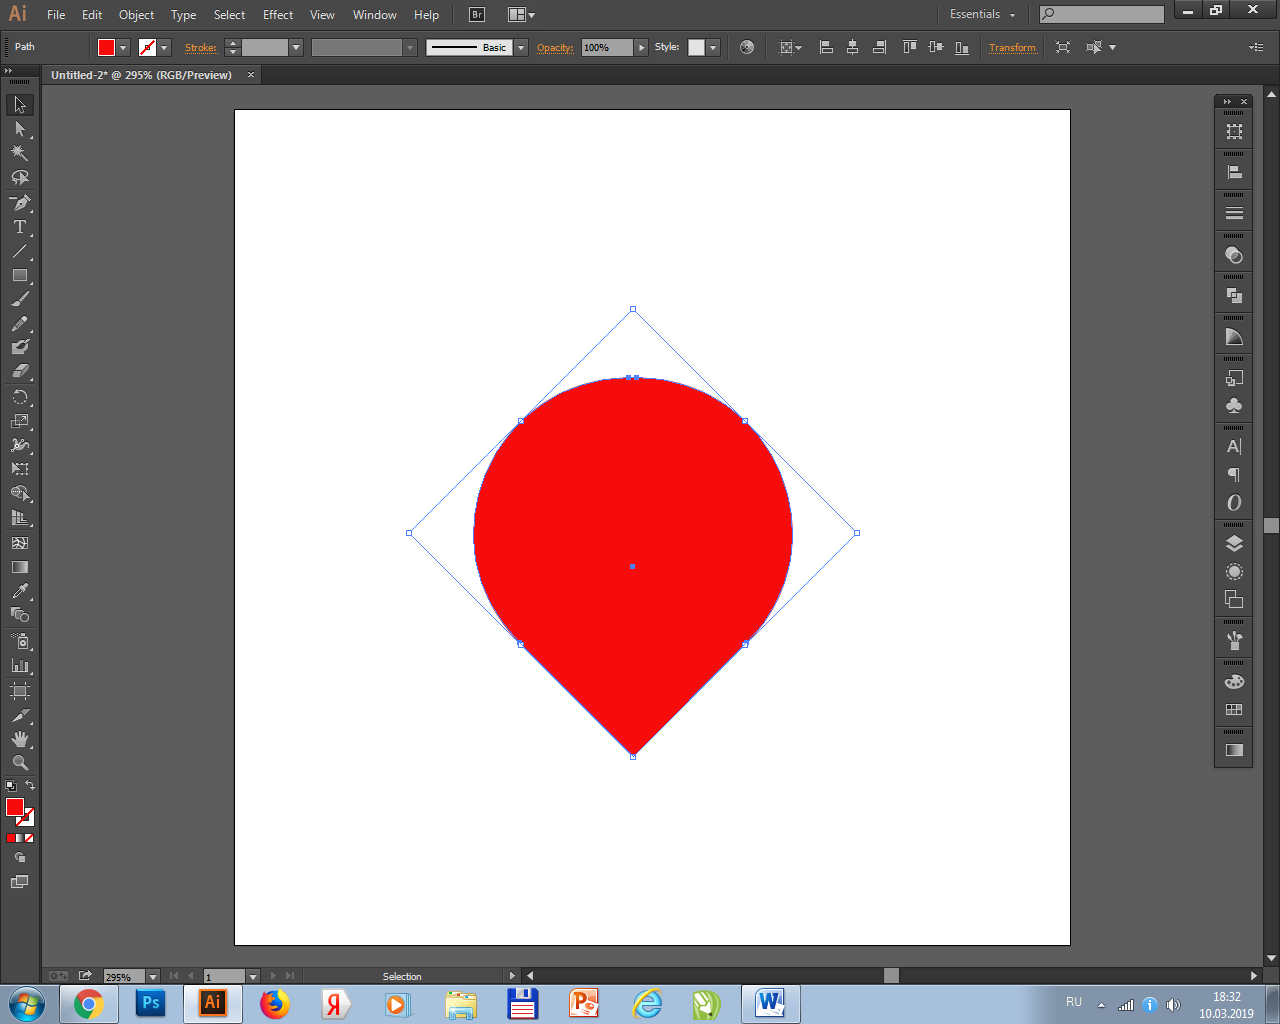 Ai File Edit Object Type Select Effect View Window Help Br Essentials
Path Stroke: Basic Opacity: 100% Style: Transform
Untitled-2* @ 295% (RGB/Preview) ×
T
A
¶
O
295% 1 Selection
Ps Ai Я P W RU 18:32
10.03.2019